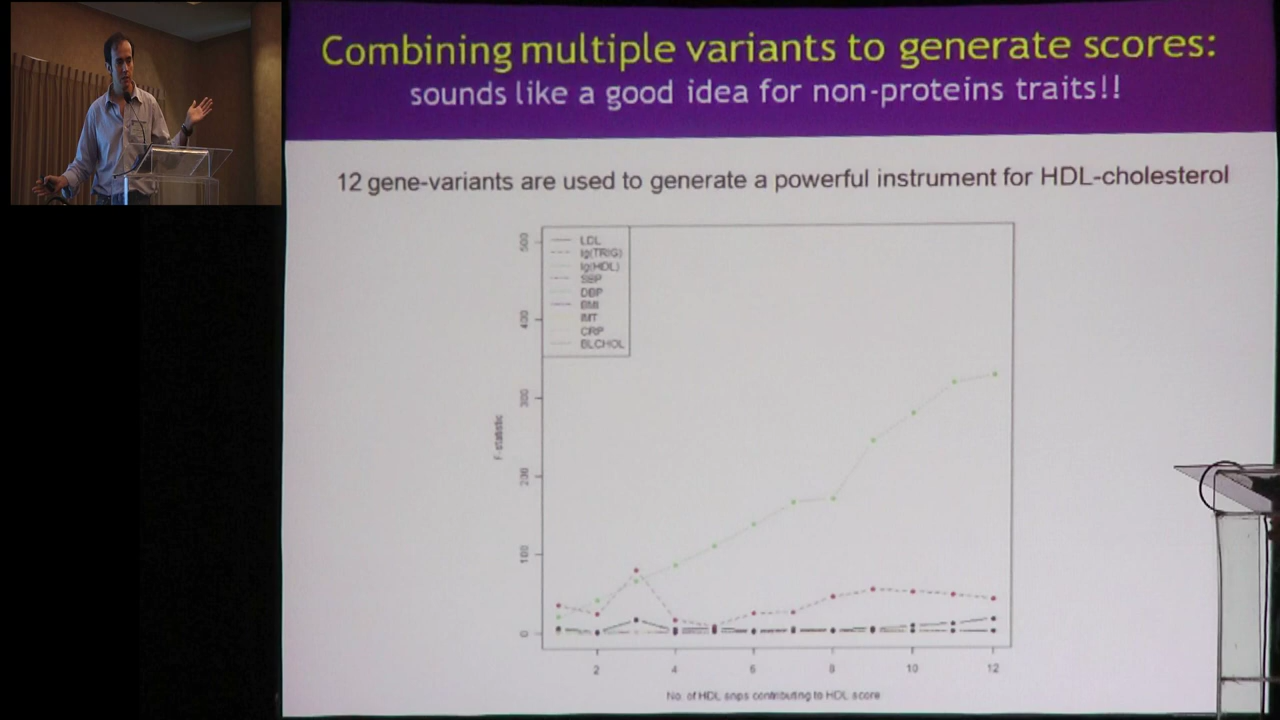 Combining multiple variants to generate scores:
sounds like a good idea for non-proteins traits!!
12 gene-variants are used to generate a powerful instrument for HDL-cholesterol
LDL
lg(TRIG)
lg(HDL)
SBP
DBP
BMI
IMT
CRP
BLCHOL
500
400
300
200
100
0
F-statistic
2 4 6 8 10 12
No. of HDL snps contributing to HDL score